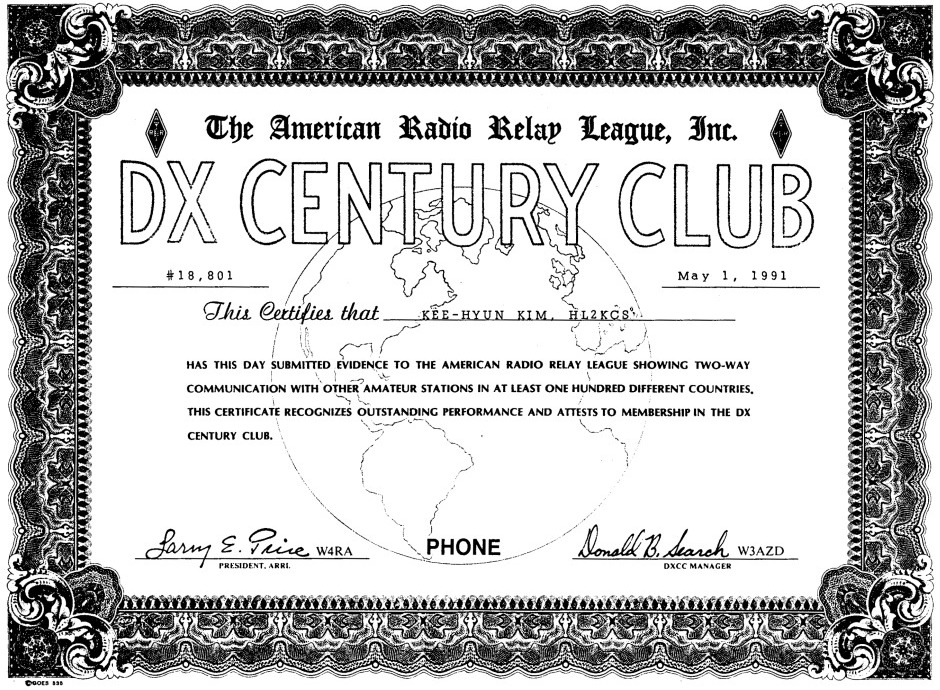 The American Radio Relay League, Inc.
DX CENTURY CLUB
#18,801 May 1, 1991
This Certifies that KEE-HYUN KIM, HL2KCS
HAS THIS DAY SUBMITTED EVIDENCE TO THE AMERICAN RADIO RELAY LEAGUE SHOWING TWO-WAY
COMMUNICATION WITH OTHER AMATEUR STATIONS IN AT LEAST ONE HUNDRED DIFFERENT COUNTRIES.
THIS CERTIFICATE RECOGNIZES OUTSTANDING PERFORMANCE AND ATTESTS TO MEMBERSHIP IN THE DX
CENTURY CLUB.
Larry E. Price W4RA PHONE Donald B. Search W3AZD
PRESIDENT, ARRL DXCC MANAGER
©GOES